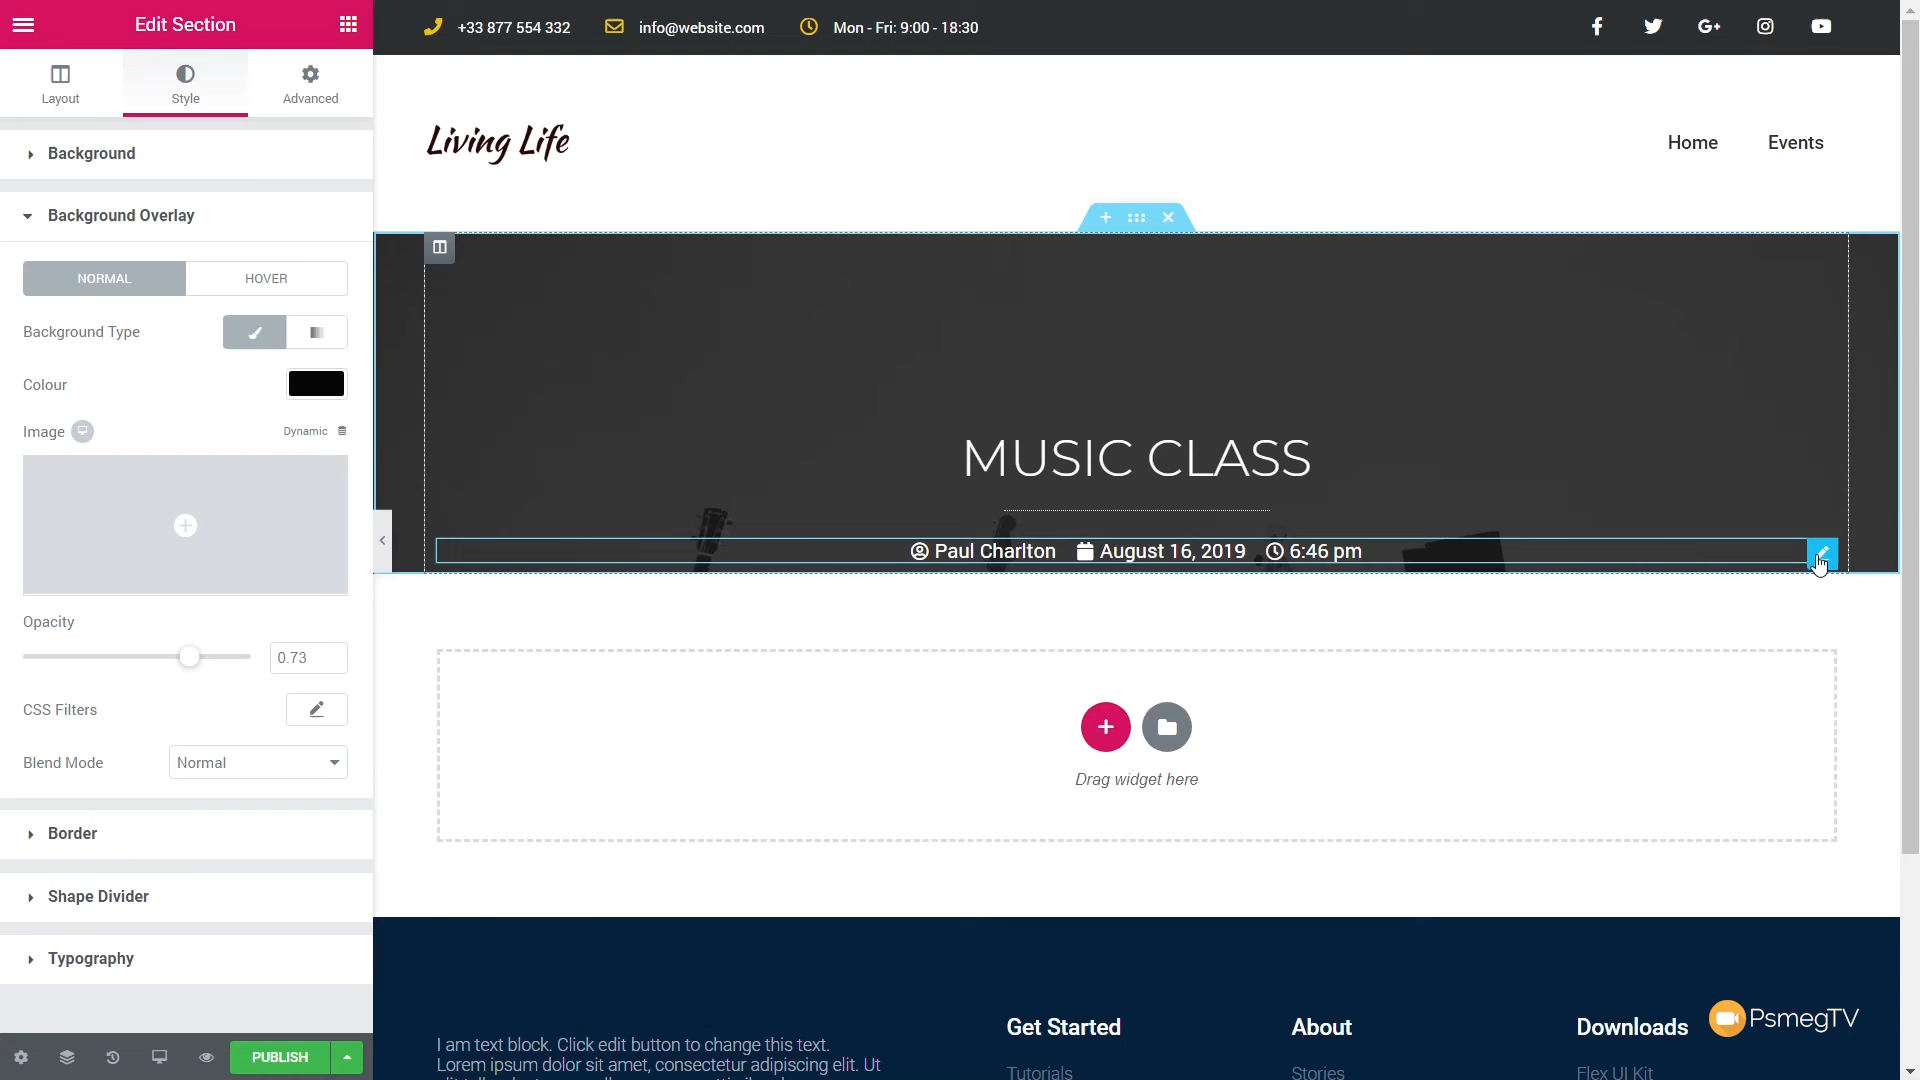 Edit Section
Layout
Style
Advanced
Background
Background Overlay
NORMAL
HOVER
Background Type
Colour
Image
Dynamic
Opacity
0.73
CSS Filters
Blend Mode
Normal
Border
Shape Divider
Typography
PUBLISH
+33 877 554 332
info@website.com
Mon - Fri: 9:00 - 18:30
Living Life
Home
Events
MUSIC CLASS
Paul Charlton August 16, 2019 6:46 pm
Drag widget here
I am text block. Click edit button to change this text.
Lorem ipsum dolor sit amet, consectetur adipiscing elit. Ut
Get Started
Tutorials
About
Stories
Downloads
Flex UI Kit
PsmegTV